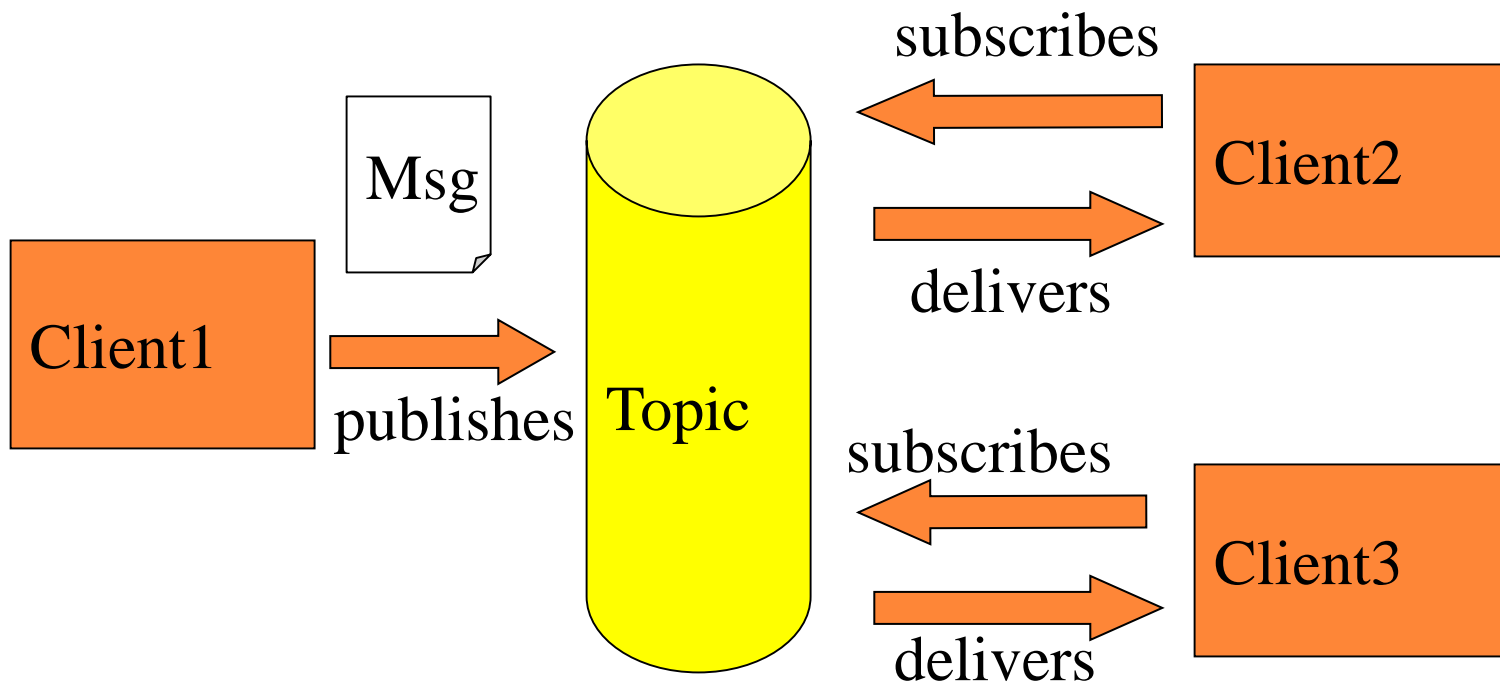 subscribes
Msg
Client2
delivers
Client1
publishes
Topic
subscribes
Client3
delivers